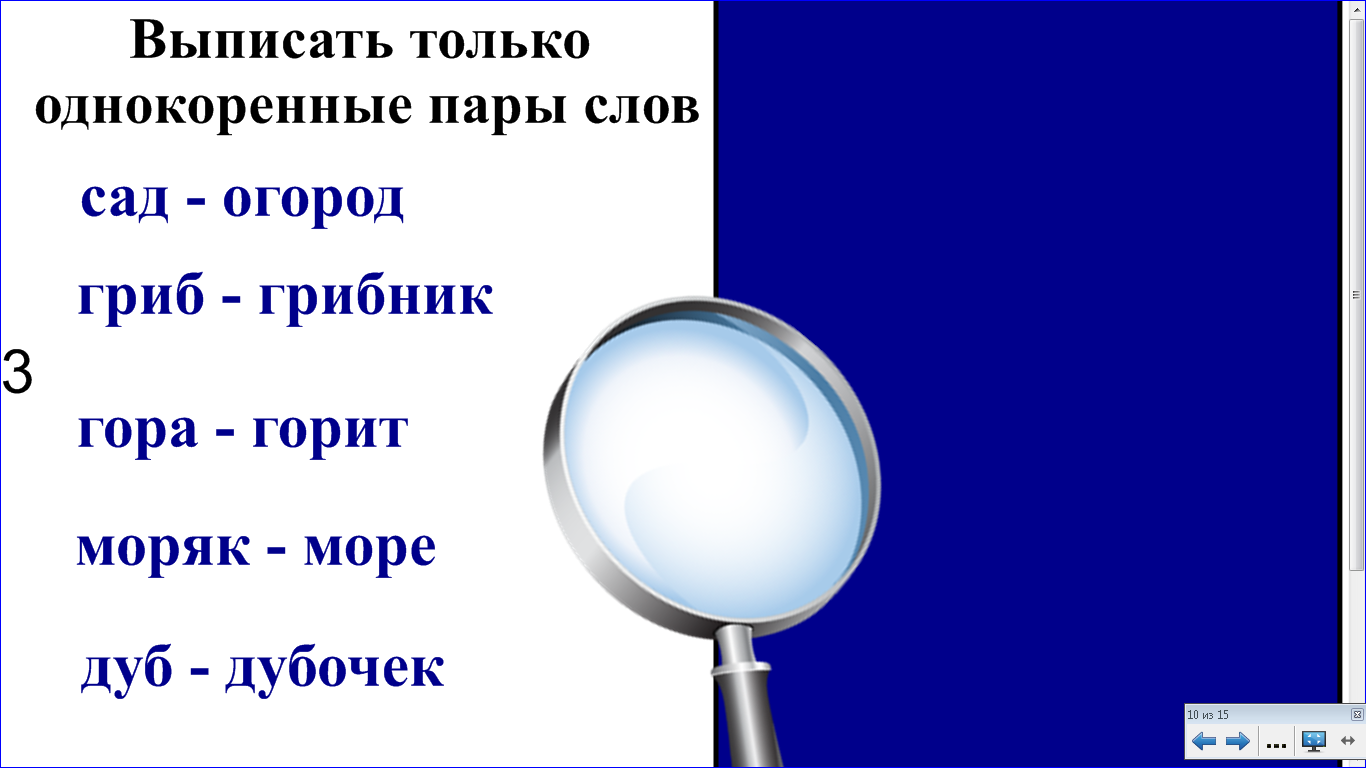 Выписать только
однокоренные пары слов
сад - огород
гриб - грибник
3
гора - горит
моряк - море
дуб - дубочек
10 из 15
...